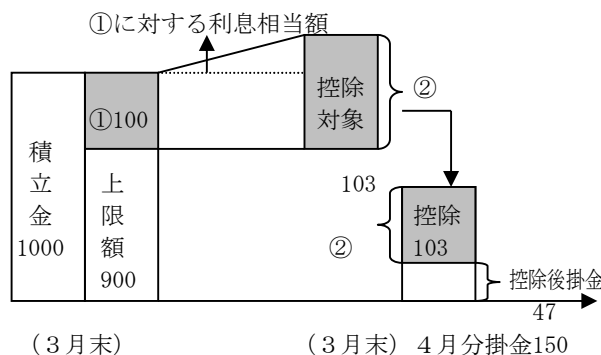 ①に対する利息相当額
①100
控除
対象
②
積
立
金
1000
上
限
額
900
103
控除
103
②
控除後掛金
47
（３月末）
（３月末）
４月分掛金150